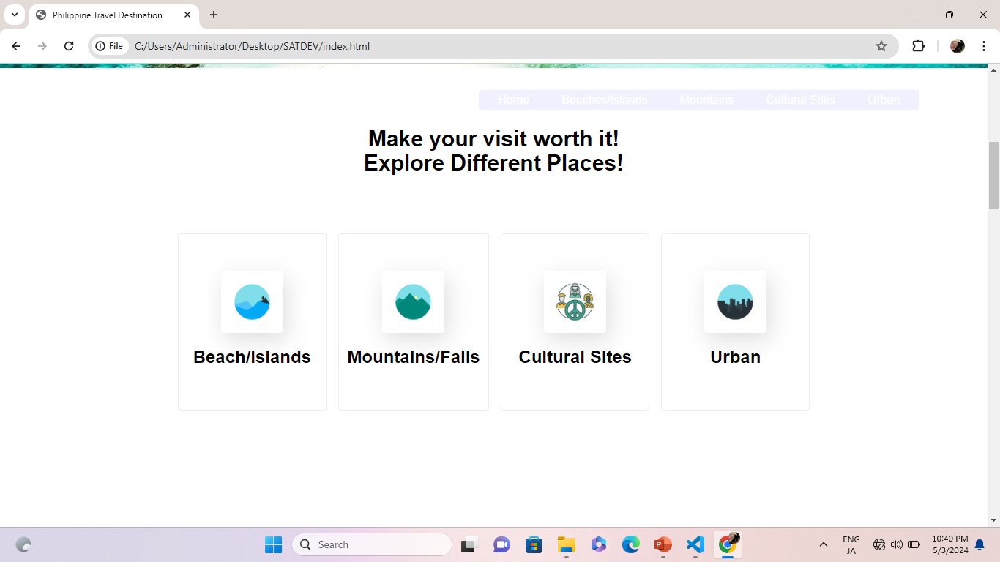 Philippine Travel Destination
File
C:/Users/Administrator/Desktop/SATDEV/index.html
Home Beaches/Islands Mountains Cultural Sites Urban
Make your visit worth it!
Explore Different Places!
Beach/Islands Mountains/Falls Cultural Sites Urban
Search
ENG
JA
10:40 PM
5/3/2024